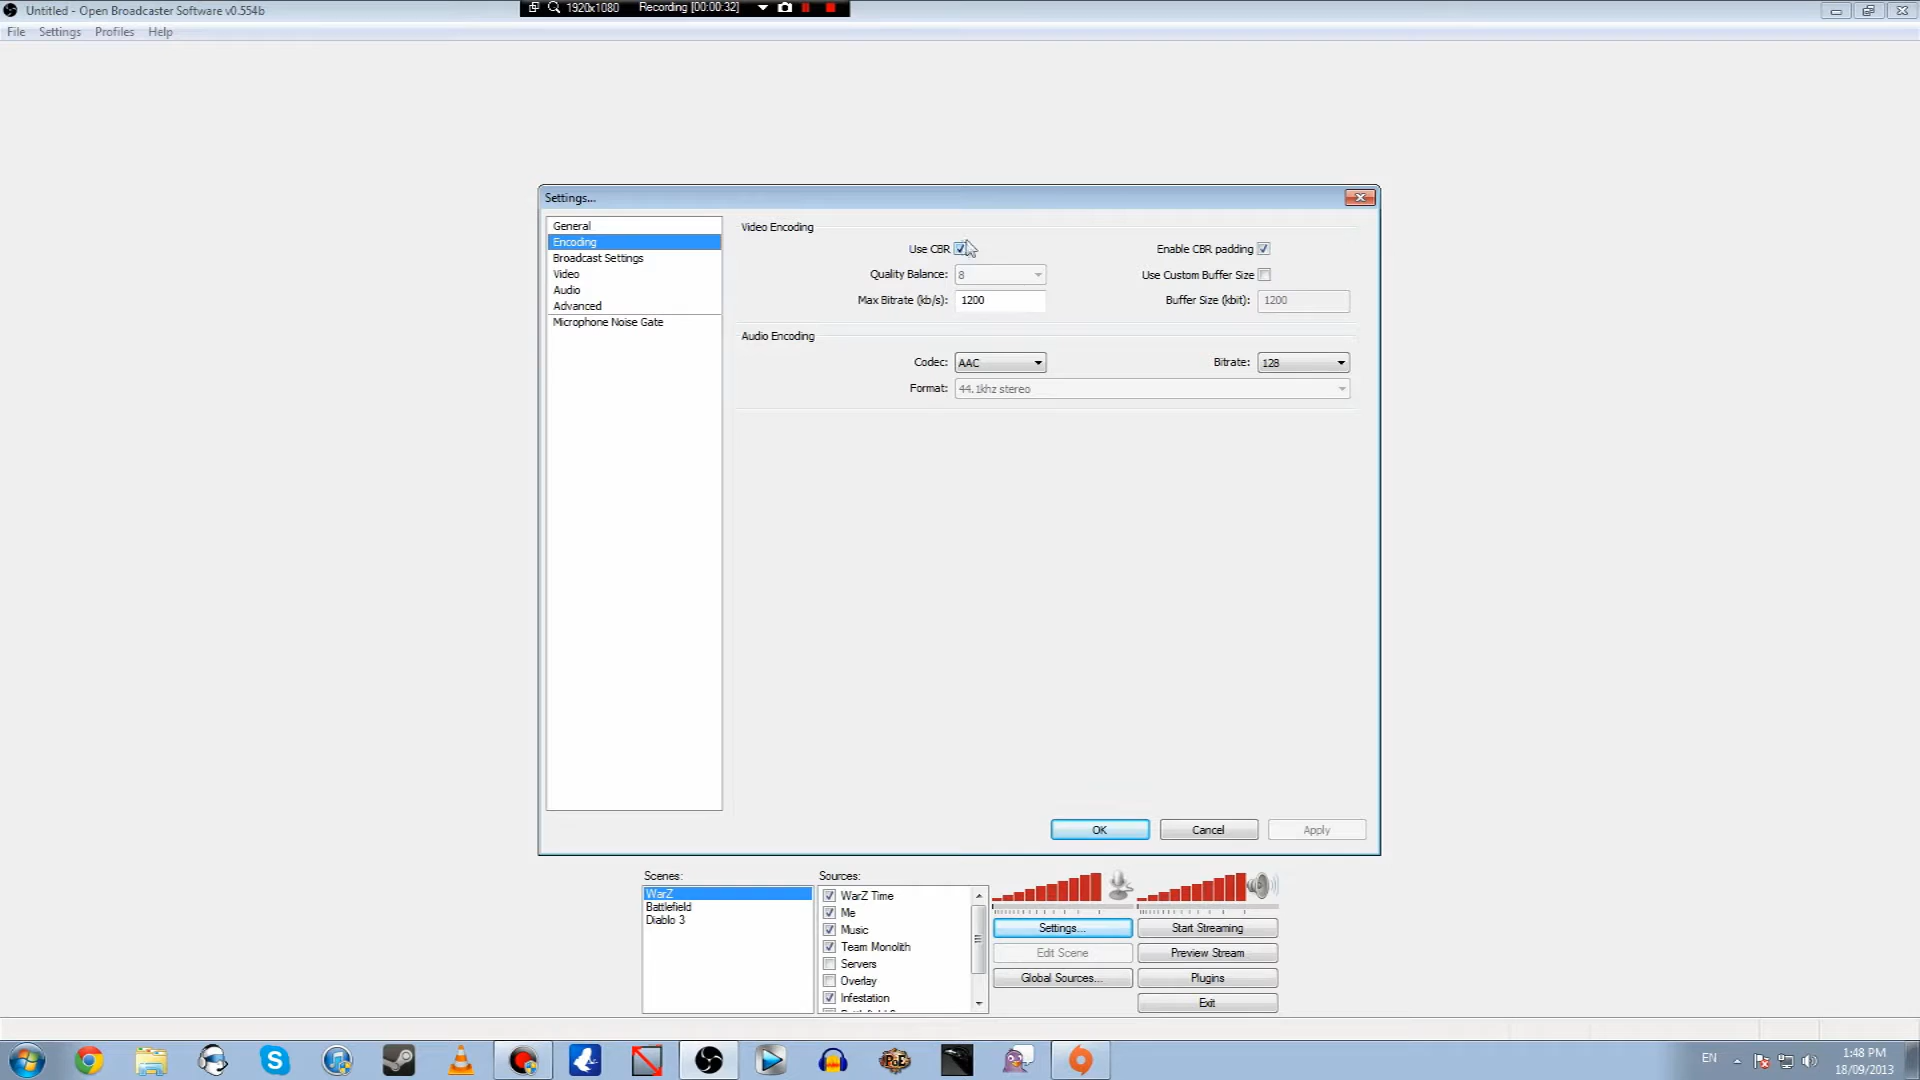 Untitled - Open Broadcaster Software v0.554b
1920x1080 Recording [00:00:32]
File Settings Profiles Help
Settings...
General
Encoding
Broadcast Settings
Video
Audio
Advanced
Microphone Noise Gate
Video Encoding
Use CBR
Enable CBR padding
Quality Balance: 8
Use Custom Buffer Size
Max Bitrate (kb/s): 1200
Buffer Size (kbit): 1200
Audio Encoding
Codec: AAC
Bitrate: 128
Format: 44.1khz stereo
OK Cancel Apply
Scenes:
WarZ
Battlefield
Diablo 3
Sources:
WarZ Time
Me
Music
Team Monolith
Servers
Overlay
Infestation
Settings... Start Streaming
Edit Scene Preview Stream
Global Sources... Plugins
Exit
PoE
EN
1:48 PM
18/09/2013